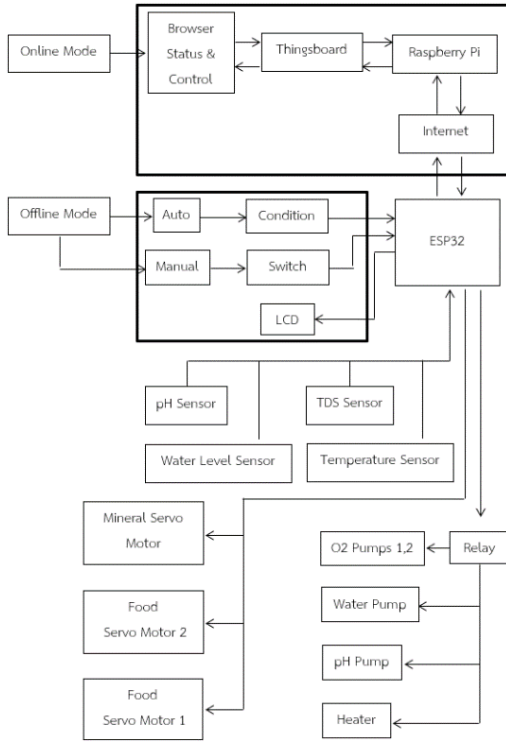 Browser
Status &
Control
Online Mode
Thingsboard
Raspberry Pi
Internet
Offline Mode
Auto
Condition
ESP32
Manual
Switch
LCD
pH Sensor
TDS Sensor
Water Level Sensor
Temperature Sensor
Mineral Servo
Motor
O2 Pumps 1,2
Relay
Food
Servo Motor 2
Water Pump
pH Pump
Food
Servo Motor 1
Heater